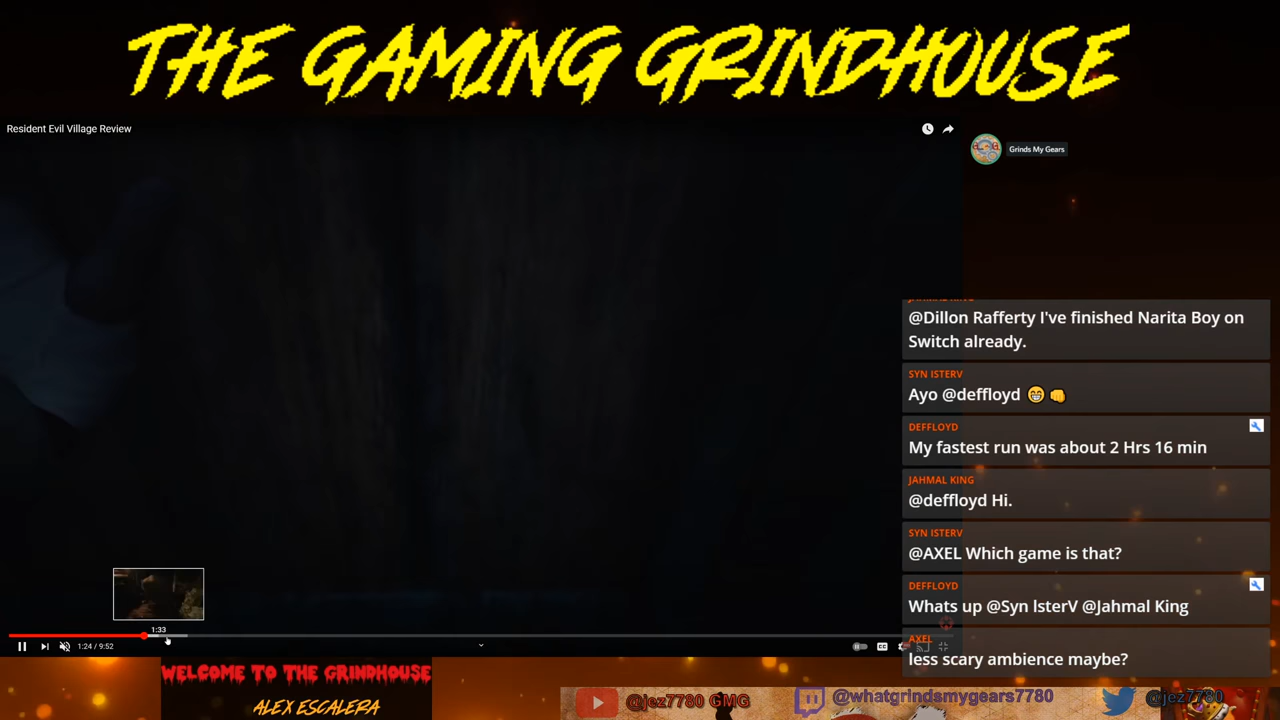 THE GAMING GRINDHOUSE
Resident Evil Village Review
Grinds My Gears
@Dillon Rafferty I've finished Narita Boy on
Switch already.
SYN ISTERV
Ayo @deffloyd 😁 👊
DEFFLOYD
My fastest run was about 2 Hrs 16 min
JAHMAL KING
@deffloyd Hi.
SYN ISTERV
@AXEL Which game is that?
DEFFLOYD
Whats up @Syn IsterV @Jahmal King
AXEL
less scary ambience maybe?
1:33
1:24 / 9:52
CC
WELCOME TO THE GRINDHOUSE
ALEX ESCALERA
@jez7780 GMG
@whatgrindsmygears7780
@jez7780